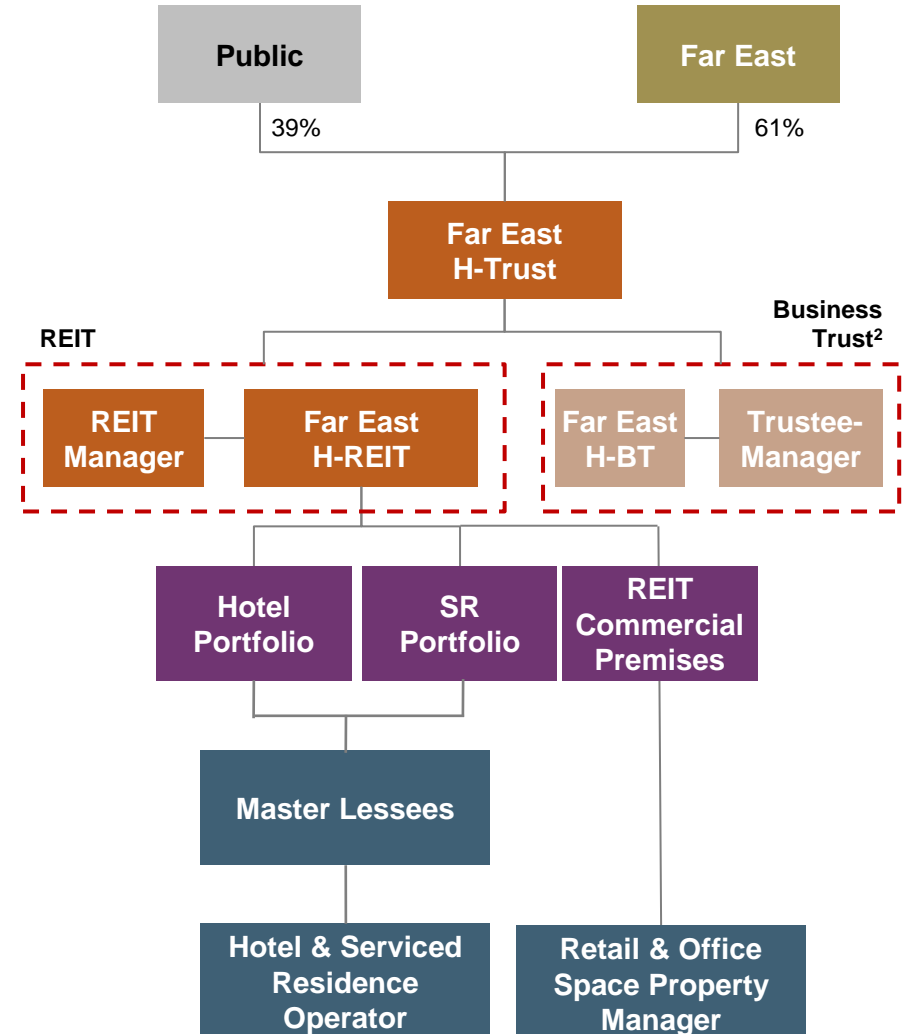 Public
Far East
39%
61%
Far East
H-Trust
REIT
Business
Trust²
REIT
Manager
Far East
H-REIT
Far East
H-BT
Trustee-
Manager
Hotel
Portfolio
SR
Portfolio
REIT
Commercial
Premises
Master Lessees
Hotel & Serviced
Residence
Operator
Retail & Office
Space Property
Manager